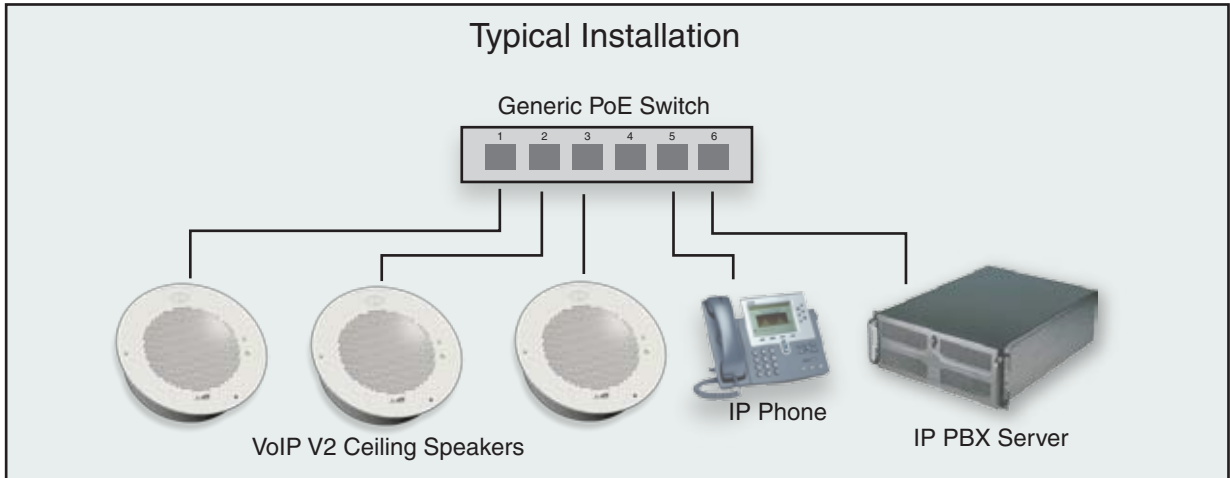 Typical Installation
Generic PoE Switch
1 2 3 4 5 6
IP Phone
VoIP V2 Ceiling Speakers
IP PBX Server